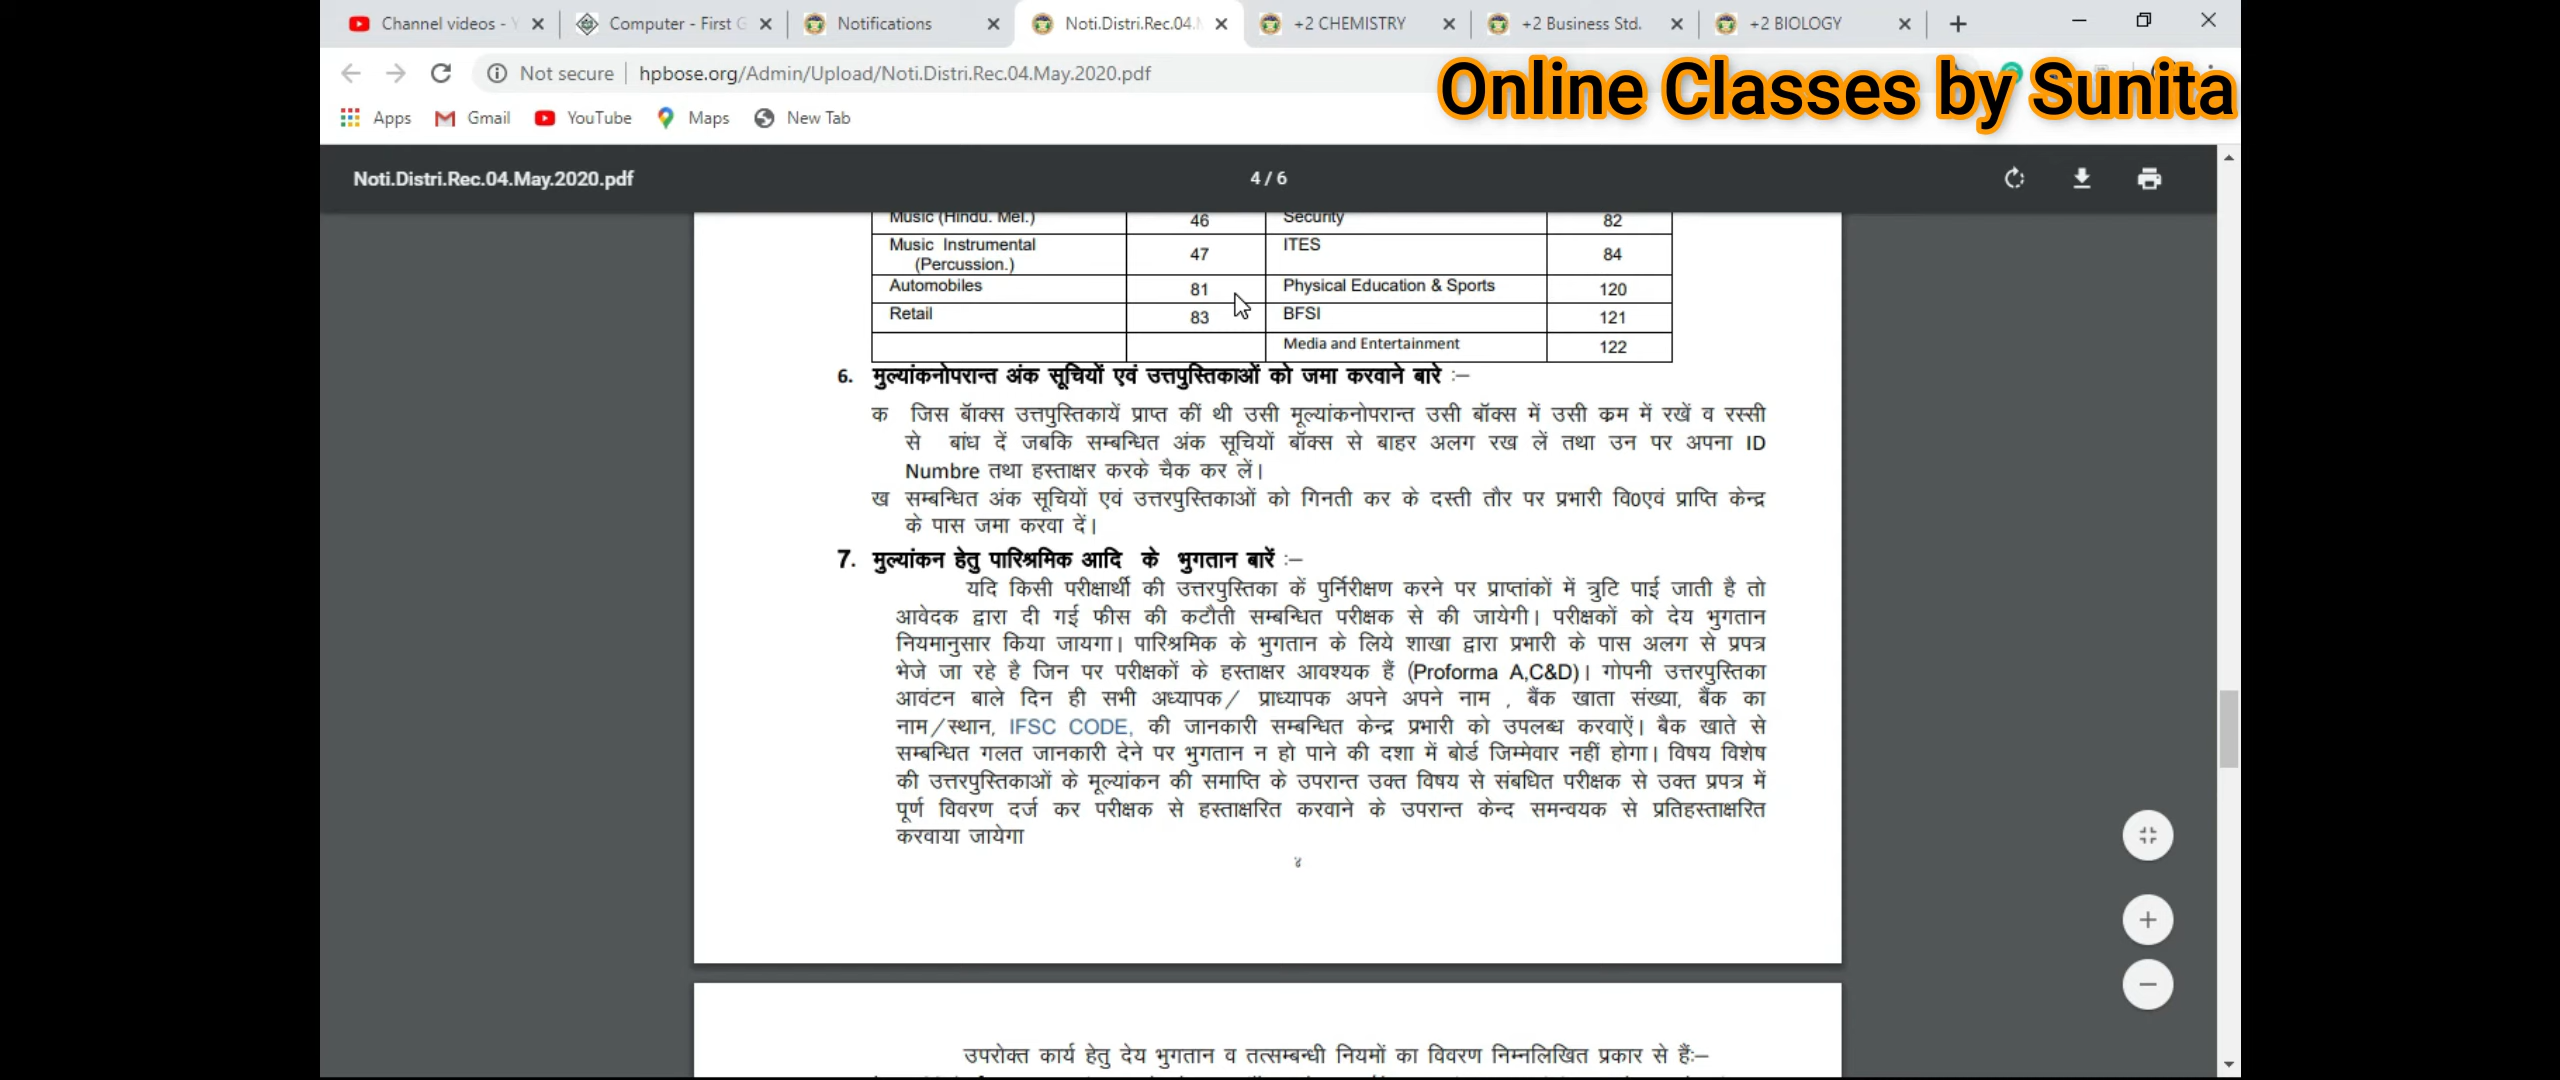 Channel videos - Y
Computer - First G
Notifications
Noti.Distri.Rec.04.
+2 CHEMISTRY
+2 Business Std.
+2 BIOLOGY
Not secure
hpbose.org/Admin/Upload/Noti.Distri.Rec.04.May.2020.pdf
Online Classes by Sunita
Apps Gmail YouTube Maps New Tab
Noti.Distri.Rec.04.May.2020.pdf 4 / 6
Music (Hindu. Mel.) 46 Security 82
Music Instrumental (Percussion.) 47 ITES 84
Automobiles 81 Physical Education & Sports 120
Retail 83 BFSI 121
Media and Entertainment 122
6. मुल्यांकनोपरान्त अंक सूचियों एवं उत्तपुस्तिकाओं को जमा करवाने बारे :–
क जिस बॅाक्स उत्तपुस्तिकायें प्राप्त कीं थी उसी मूल्यांकनोपरान्त उसी बॉक्स में उसी क्रम में रखें व रस्सी
से बांध दें जबकि सम्बन्धित अंक सूचियों बॉक्स से बाहर अलग रख लें तथा उन पर अपना ID
Numbre तथा हस्ताक्षर करके चैक कर लें।
ख सम्बन्धित अंक सूचियों एवं उत्तरपुस्तिकाओं को गिनती कर के दस्ती तौर पर प्रभारी वि0एवं प्राप्ति केन्द्र
के पास जमा करवा दें।
7. मुल्यांकन हेतु पारिश्रमिक आदि के भुगतान बारें :–
यदि किसी परीक्षार्थी की उत्तरपुस्तिका कें पुर्निरीक्षण करने पर प्राप्तांकों में त्रुटि पाई जाती है तो
आवेदक द्वारा दी गई फीस की कटौती सम्बन्धित परीक्षक से की जायेगी। परीक्षकों को देय भुगतान
नियमानुसार किया जायगा। पारिश्रमिक के भुगतान के लिये शाखा द्वारा प्रभारी के पास अलग से प्रपत्र
भेजे जा रहे है जिन पर परीक्षकों के हस्ताक्षर आवश्यक हैं (Proforma A,C&D)। गोपनी उत्तरपुस्तिका
आवंटन बाले दिन ही सभी अध्यापक/ प्राध्यापक अपने अपने नाम , बैंक खाता संख्या, बैंक का
नाम/स्थान, IFSC CODE, की जानकारी सम्बन्धित केन्द्र प्रभारी को उपलब्ध करवाऐं। बैक खाते से
सम्बन्धित गलत जानकारी देने पर भुगतान न हो पाने की दशा में बोर्ड जिम्मेवार नहीं होगा। विषय विशेष
की उत्तरपुस्तिकाओं के मूल्यांकन की समाप्ति के उपरान्त उक्त विषय से संबधित परीक्षक से उक्त प्रपत्र में
पूर्ण विवरण दर्ज कर परीक्षक से हस्ताक्षरित करवाने के उपरान्त केन्द समन्वयक से प्रतिहस्ताक्षरित
करवाया जायेगा
४
उपरोक्त कार्य हेतु देय भुगतान व तत्सम्बन्धी नियमों का विवरण निम्नलिखित प्रकार से हैं:–